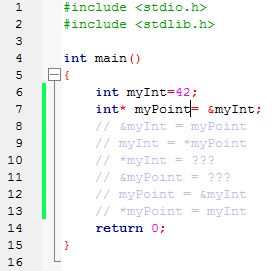 1 #include <stdio.h>
2 #include <stdlib.h>
3
4 int main()
5 {
6 int myInt=42;
7 int* myPoint= &myInt;
8 // &myInt = myPoint
9 // myInt = *myPoint
10 // *myInt = ???
11 // &myPoint = ???
12 // myPoint = &myInt
13 // *myPoint = myInt
14 return 0;
15 }
16